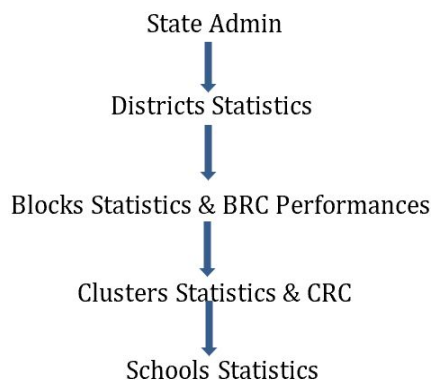 State Admin
Districts Statistics
Blocks Statistics & BRC Performances
Clusters Statistics & CRC
Schools Statistics